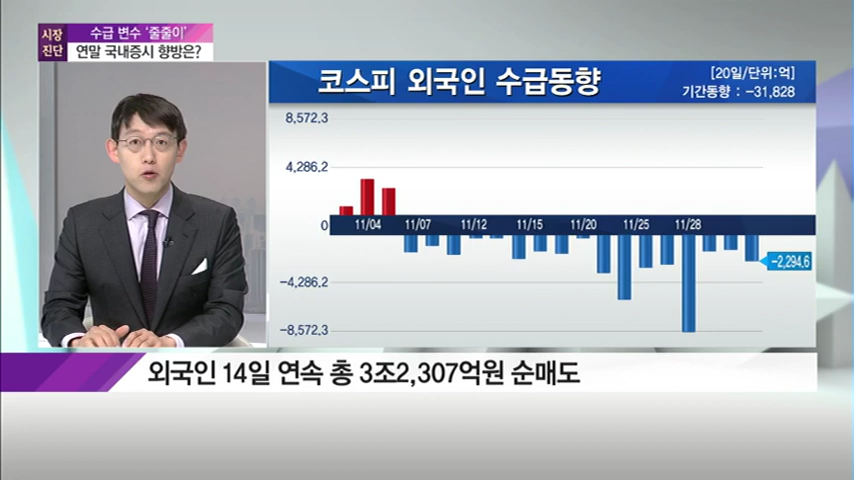 시장
진단
수급 변수 '줄줄이'
연말 국내증시 향방은?
코스피 외국인 수급동향
[20일/단위:억]
기간동향 : -31,828
8,572.3
4,286.2
0
11/04 11/07 11/12 11/15 11/20 11/25 11/28
-2,294.6
-4,286.2
-8,572.3
외국인 14일 연속 총 3조2,307억원 순매도